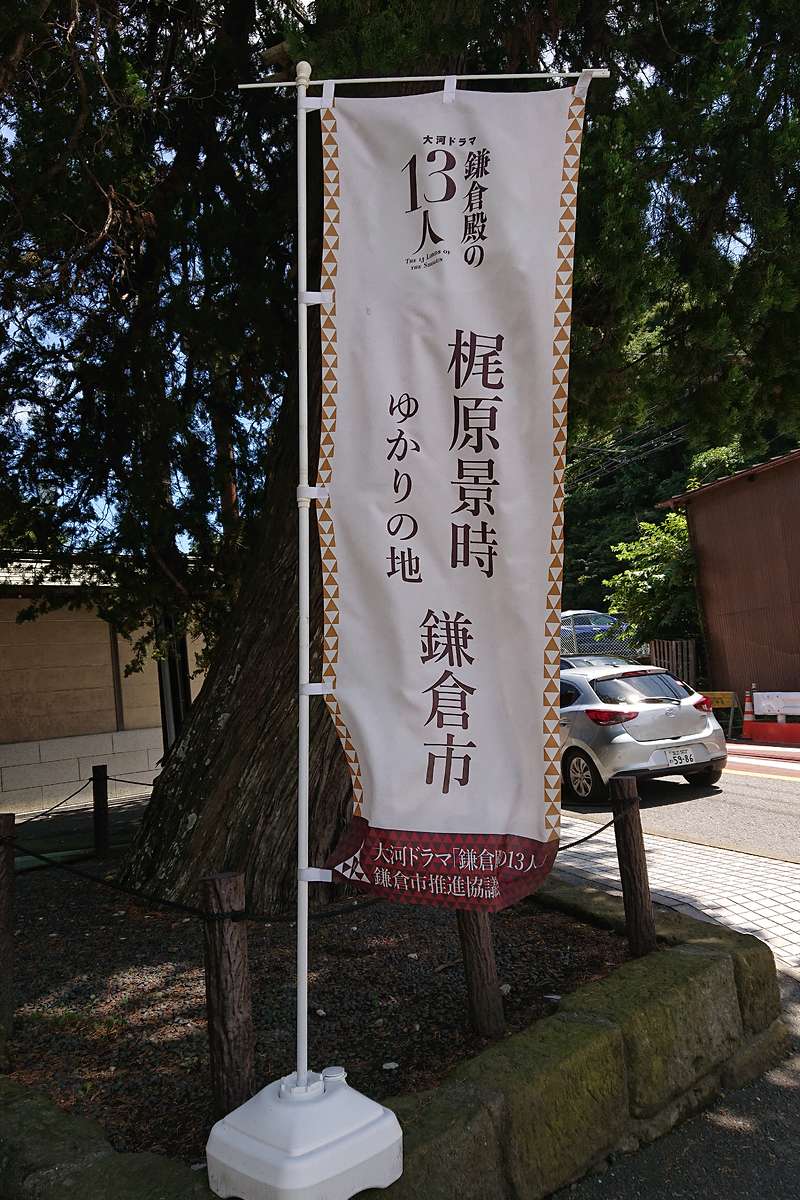 大河ドラマ
鎌倉殿の
13人
THE 13 LORDS OF
THE SHOGUN
梶原景時
ゆかりの地
鎌倉市
大河ドラマ「鎌倉の13人
鎌倉市推進協議
59-86